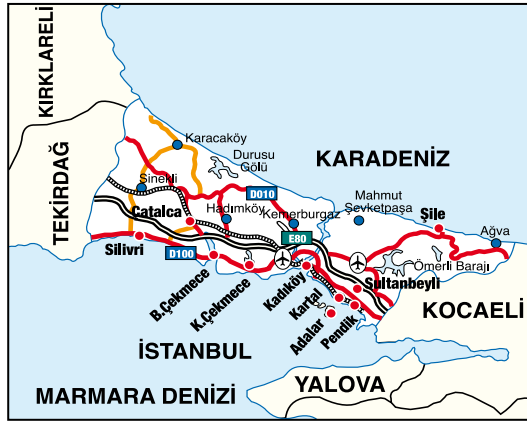 KIRKLARELİ
TEKİRDAĞ
Karacaköy
Durusu
Gölü
KARADENİZ
Sinekli
D010
Mahmut
Şevketpaşa
Çatalca
Hadımköy
Kemerburgaz
Şile
Ağva
Silivri
D100
E80
Ömerli Barajı
Sultanbeyli
B.Çekmece
K.Çekmece
Kadıköy
Kartal
Adalar
Pendik
KOCAELİ
İSTANBUL
YALOVA
MARMARA DENİZİ